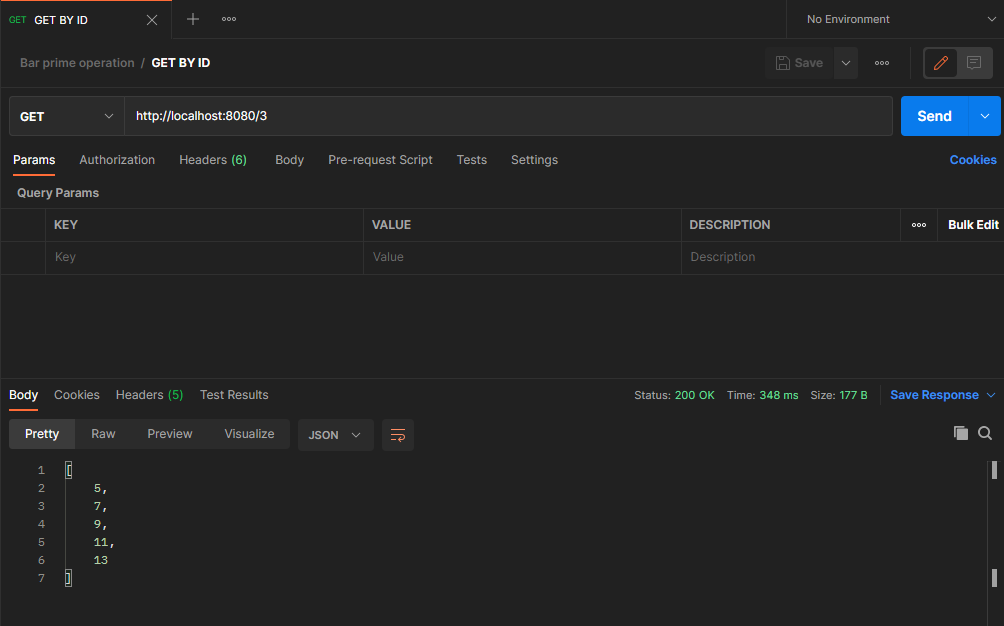 GET GET BY ID
No Environment
Bar prime operation / GET BY ID
Save
GET http://localhost:8080/3
Send
Params Authorization Headers (6) Body Pre-request Script Tests Settings Cookies
Query Params
KEY VALUE DESCRIPTION Bulk Edit
Key Value Description
Body Cookies Headers (5) Test Results Status: 200 OK Time: 348 ms Size: 177 B Save Response
Pretty Raw Preview Visualize JSON
1 [
2 5,
3 7,
4 9,
5 11,
6 13
7 ]